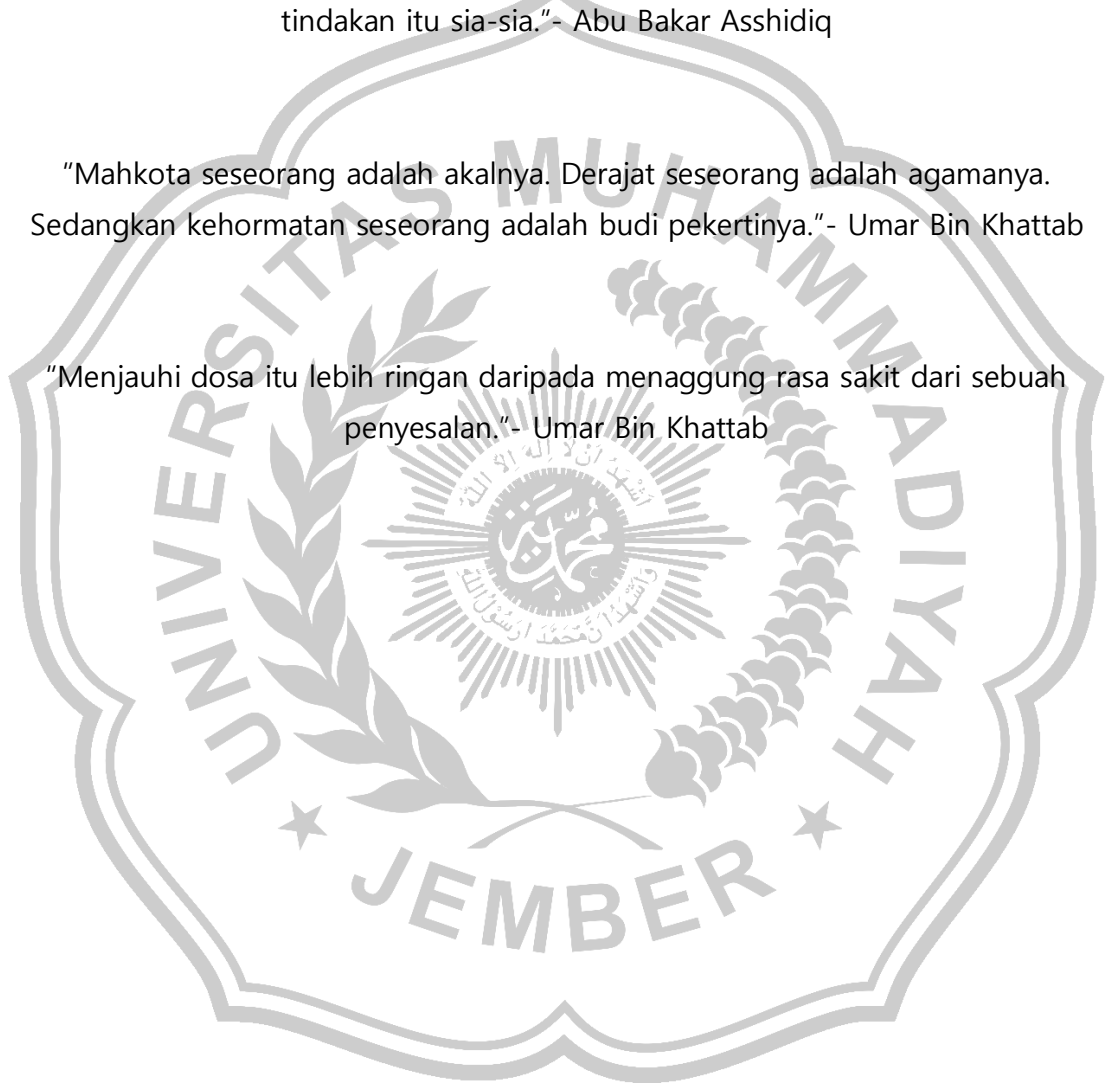 tindakan itu sia-sia."- Abu Bakar Asshidiq
"Mahkota seseorang adalah akalnya. Derajat seseorang adalah agamanya.
Sedangkan kehormatan seseorang adalah budi pekertinya."- Umar Bin Khattab
"Menjauhi dosa itu lebih ringan daripada menaggung rasa sakit dari sebuah
penyesalan."- Umar Bin Khattab
UNIVERSITAS MUHAMMADIYAH
JEMBER